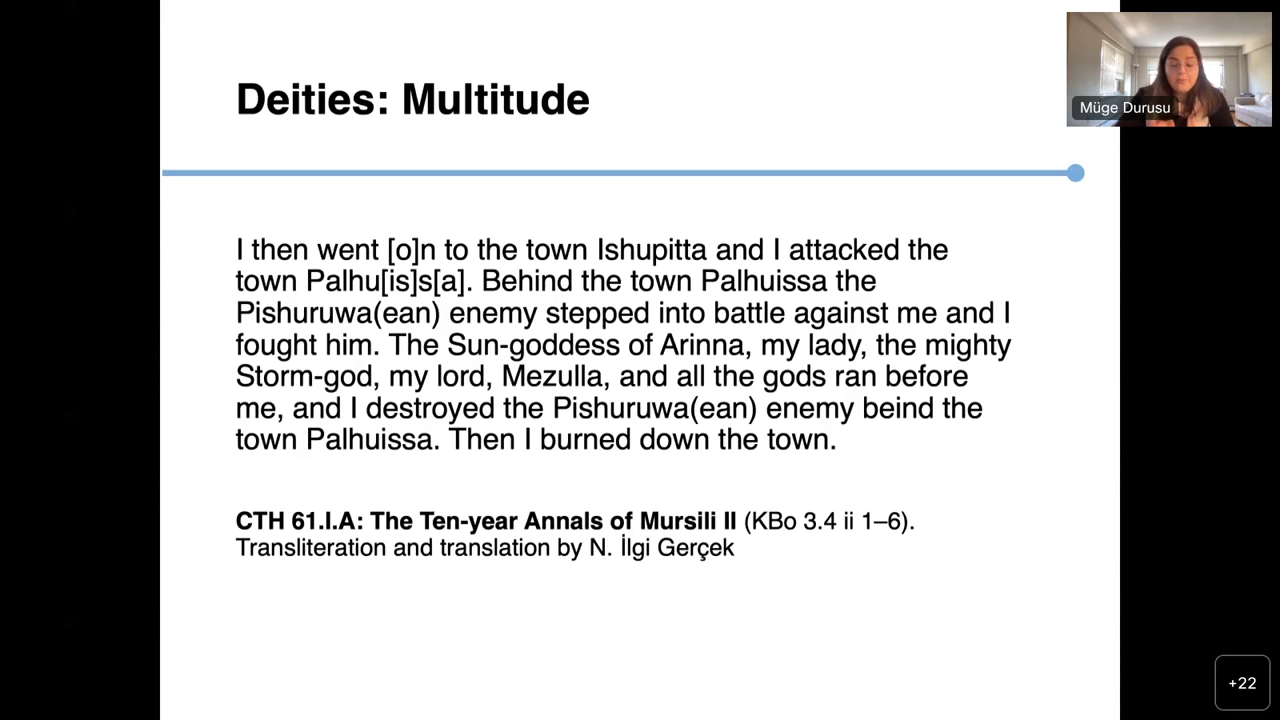 Deities: Multitude
Müge Durusu
I then went [o]n to the town Ishupitta and I attacked the
town Palhu[is]s[a]. Behind the town Palhuissa the
Pishuruwa(ean) enemy stepped into battle against me and I
fought him. The Sun-goddess of Arinna, my lady, the mighty
Storm-god, my lord, Mezulla, and all the gods ran before
me, and I destroyed the Pishuruwa(ean) enemy beind the
town Palhuissa. Then I burned down the town.
CTH 61.I.A: The Ten-year Annals of Mursili II (KBo 3.4 ii 1–6).
Transliteration and translation by N. İlgi Gerçek
+22